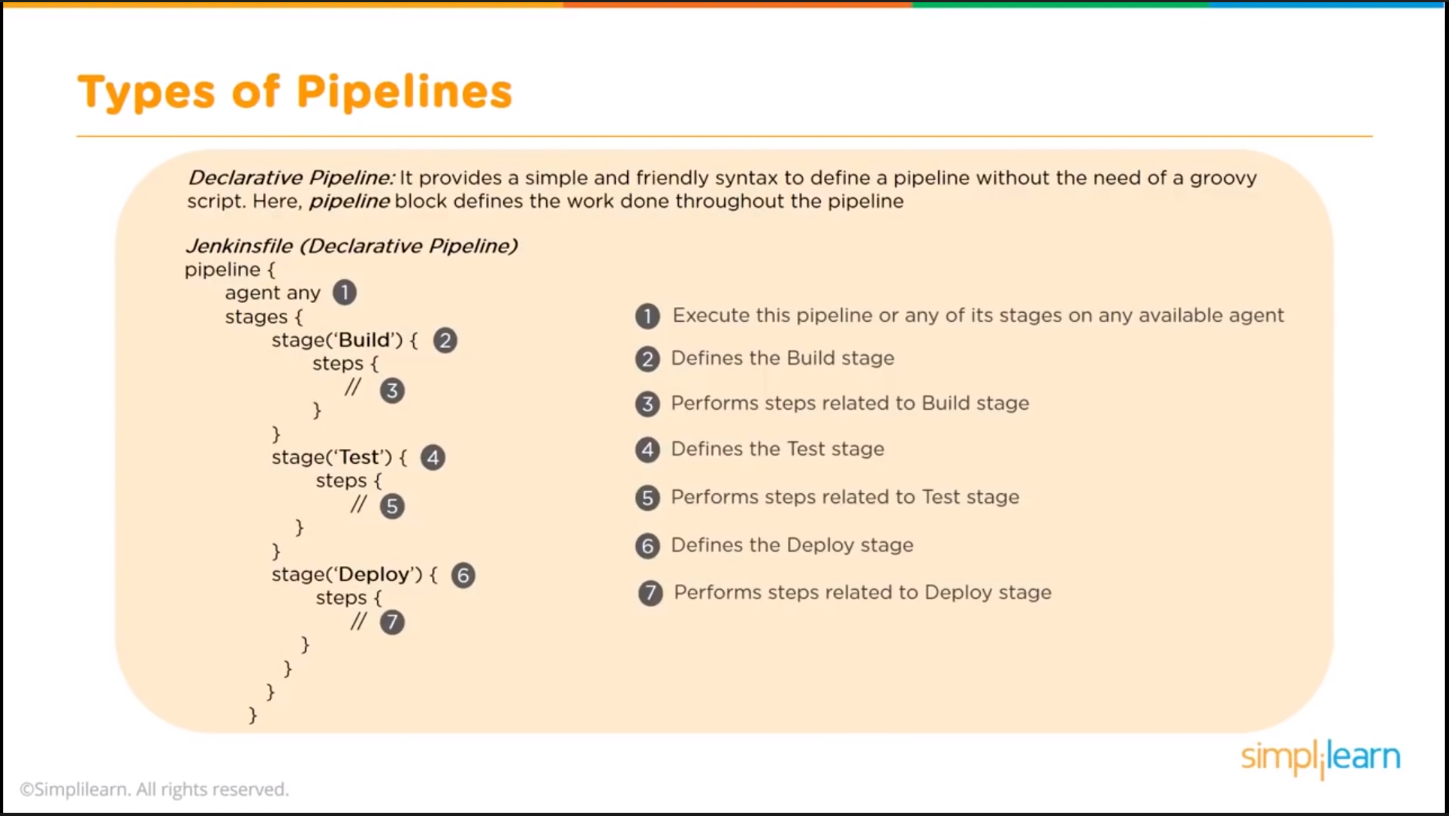 Types of Pipelines
Declarative Pipeline: It provides a simple and friendly syntax to define a pipeline without the need of a groovy
script. Here, pipeline block defines the work done throughout the pipeline
Jenkinsfile (Declarative Pipeline)
pipeline {
agent any 1
stages {
stage(‘Build’) { 2
steps {
// 3
}
}
stage(‘Test’) { 4
steps {
// 5
}
}
stage(‘Deploy’) { 6
steps {
// 7
}
}
}
}
1 Execute this pipeline or any of its stages on any available agent
2 Defines the Build stage
3 Performs steps related to Build stage
4 Defines the Test stage
5 Performs steps related to Test stage
6 Defines the Deploy stage
7 Performs steps related to Deploy stage
simplilearn
©Simplilearn. All rights reserved.